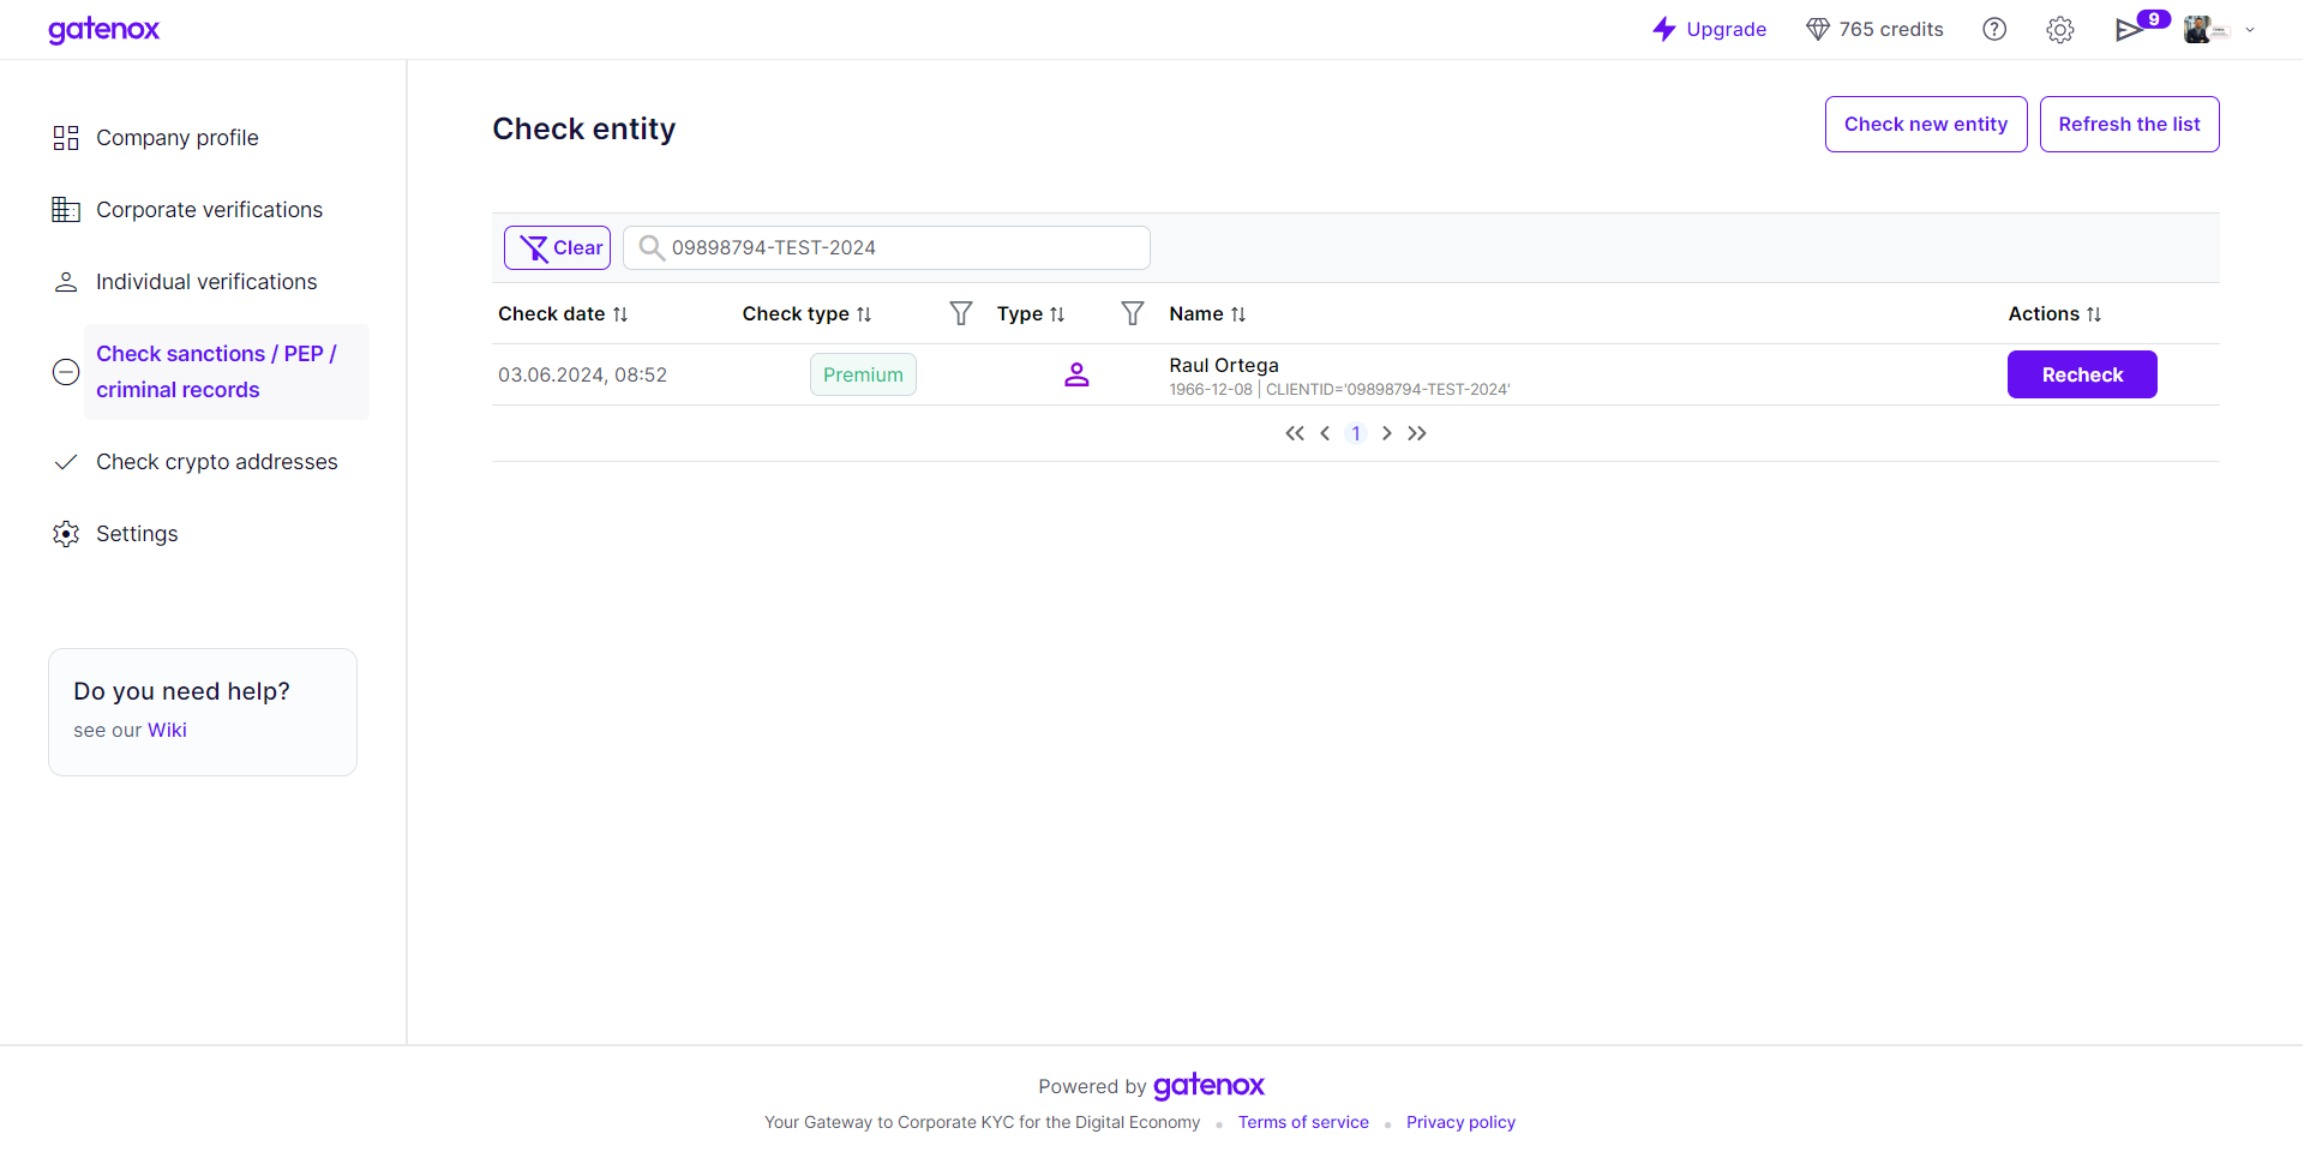 gatenox
Upgrade
765 credits
9
Company profile
Corporate verifications
Individual verifications
Check sanctions / PEP /
criminal records
Check crypto addresses
Settings
Do you need help?
see our Wiki
Check entity
Check new entity
Refresh the list
Clear
09898794-TEST-2024
Check date
Check type
Type
Name
Actions
03.06.2024, 08:52
Premium
Raul Ortega
1966-12-08 | CLIENTID='09898794-TEST-2024'
Recheck
1
Powered by gatenox
Your Gateway to Corporate KYC for the Digital Economy
Terms of service
Privacy policy